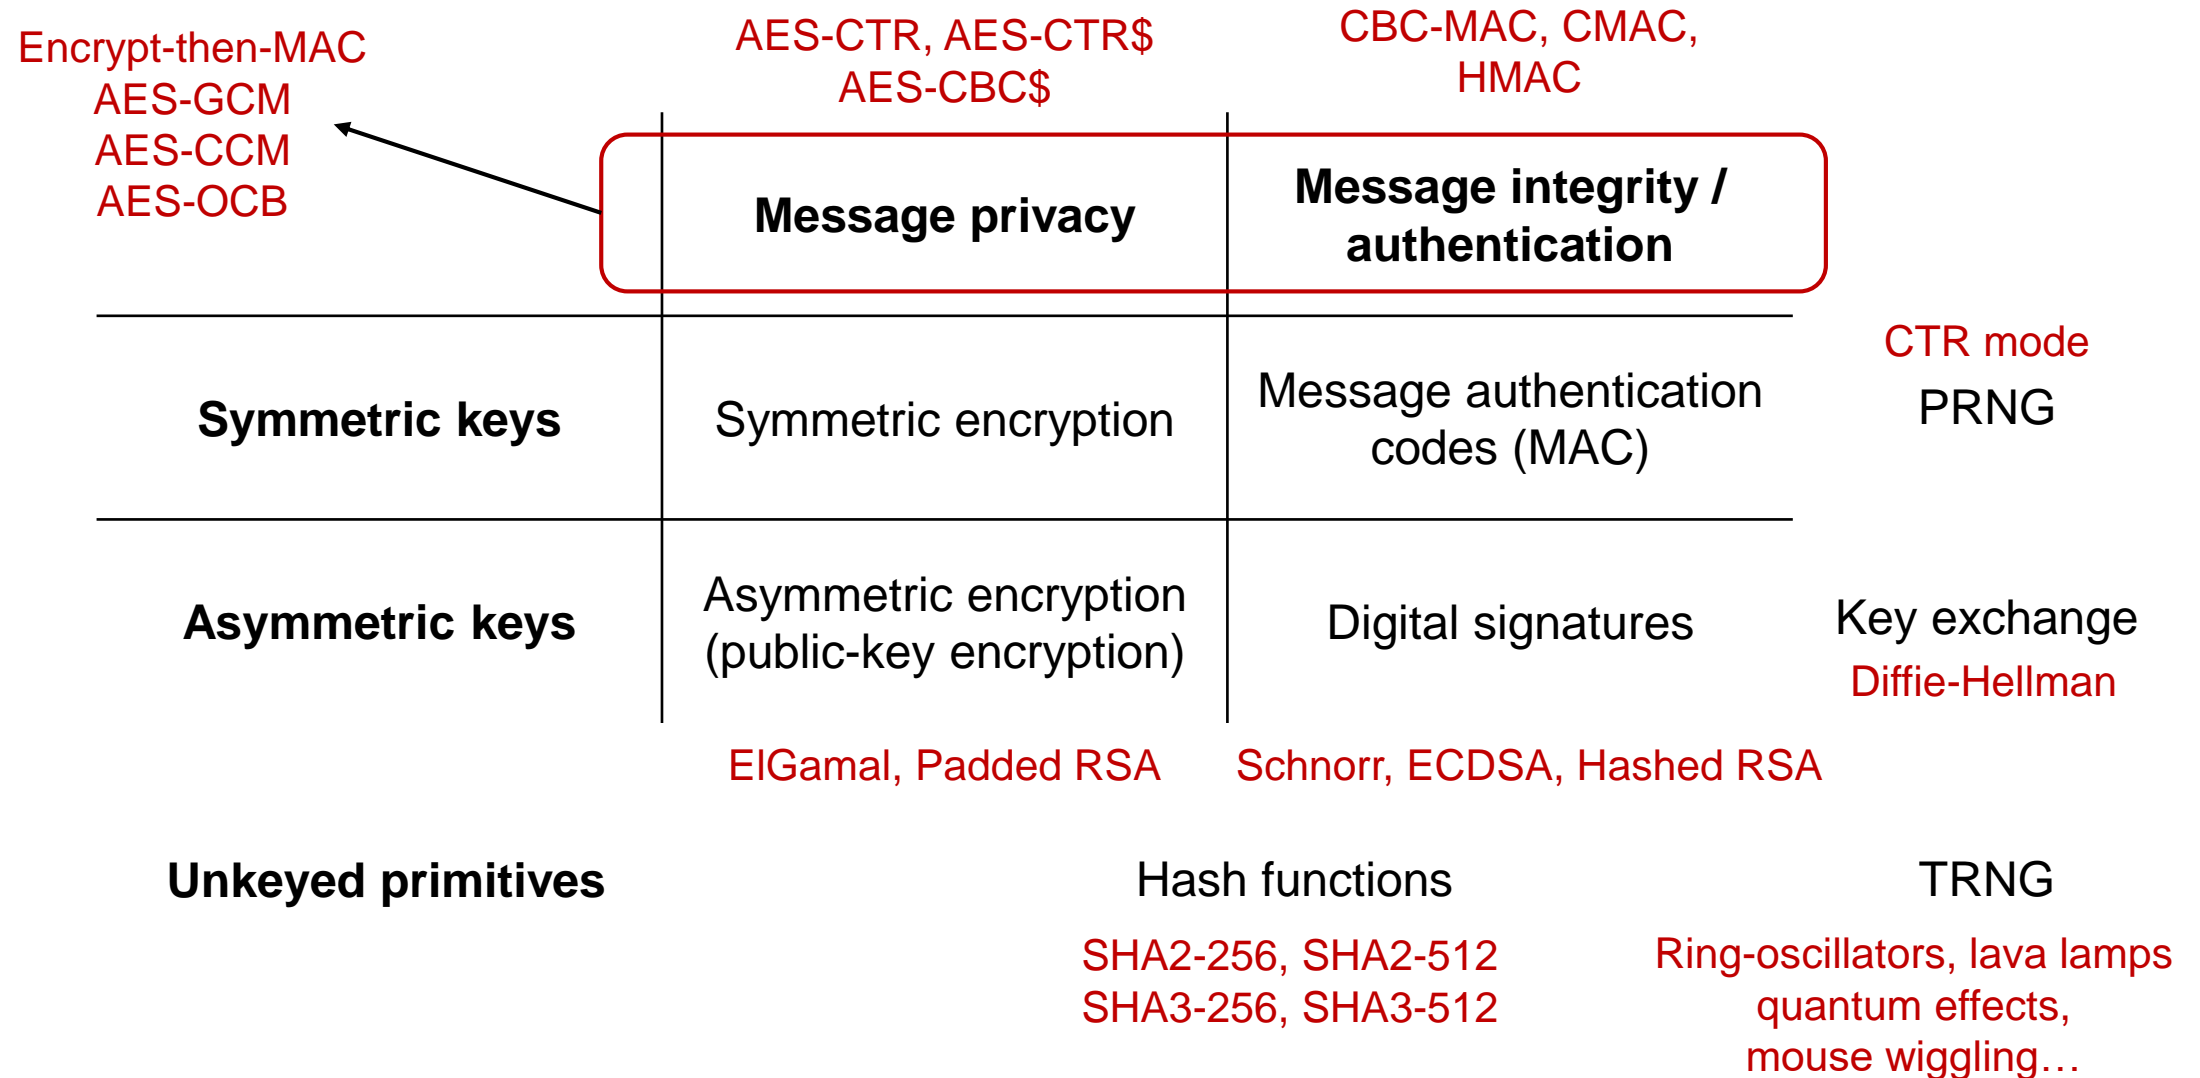 Encrypt-then-MAC
AES-GCM
AES-CCM
AES-OCB
AES-CTR, AES-CTR$
AES-CBC$
CBC-MAC, CMAC,
HMAC
Message privacy
Message integrity /
authentication
Symmetric keys
Symmetric encryption
Message authentication
codes (MAC)
CTR mode
PRNG
Asymmetric keys
Asymmetric encryption
(public-key encryption)
Digital signatures
Key exchange
Diffie-Hellman
ElGamal, Padded RSA
Schnorr, ECDSA, Hashed RSA
Unkeyed primitives
Hash functions
SHA2-256, SHA2-512
SHA3-256, SHA3-512
TRNG
Ring-oscillators, lava lamps
quantum effects,
mouse wiggling…